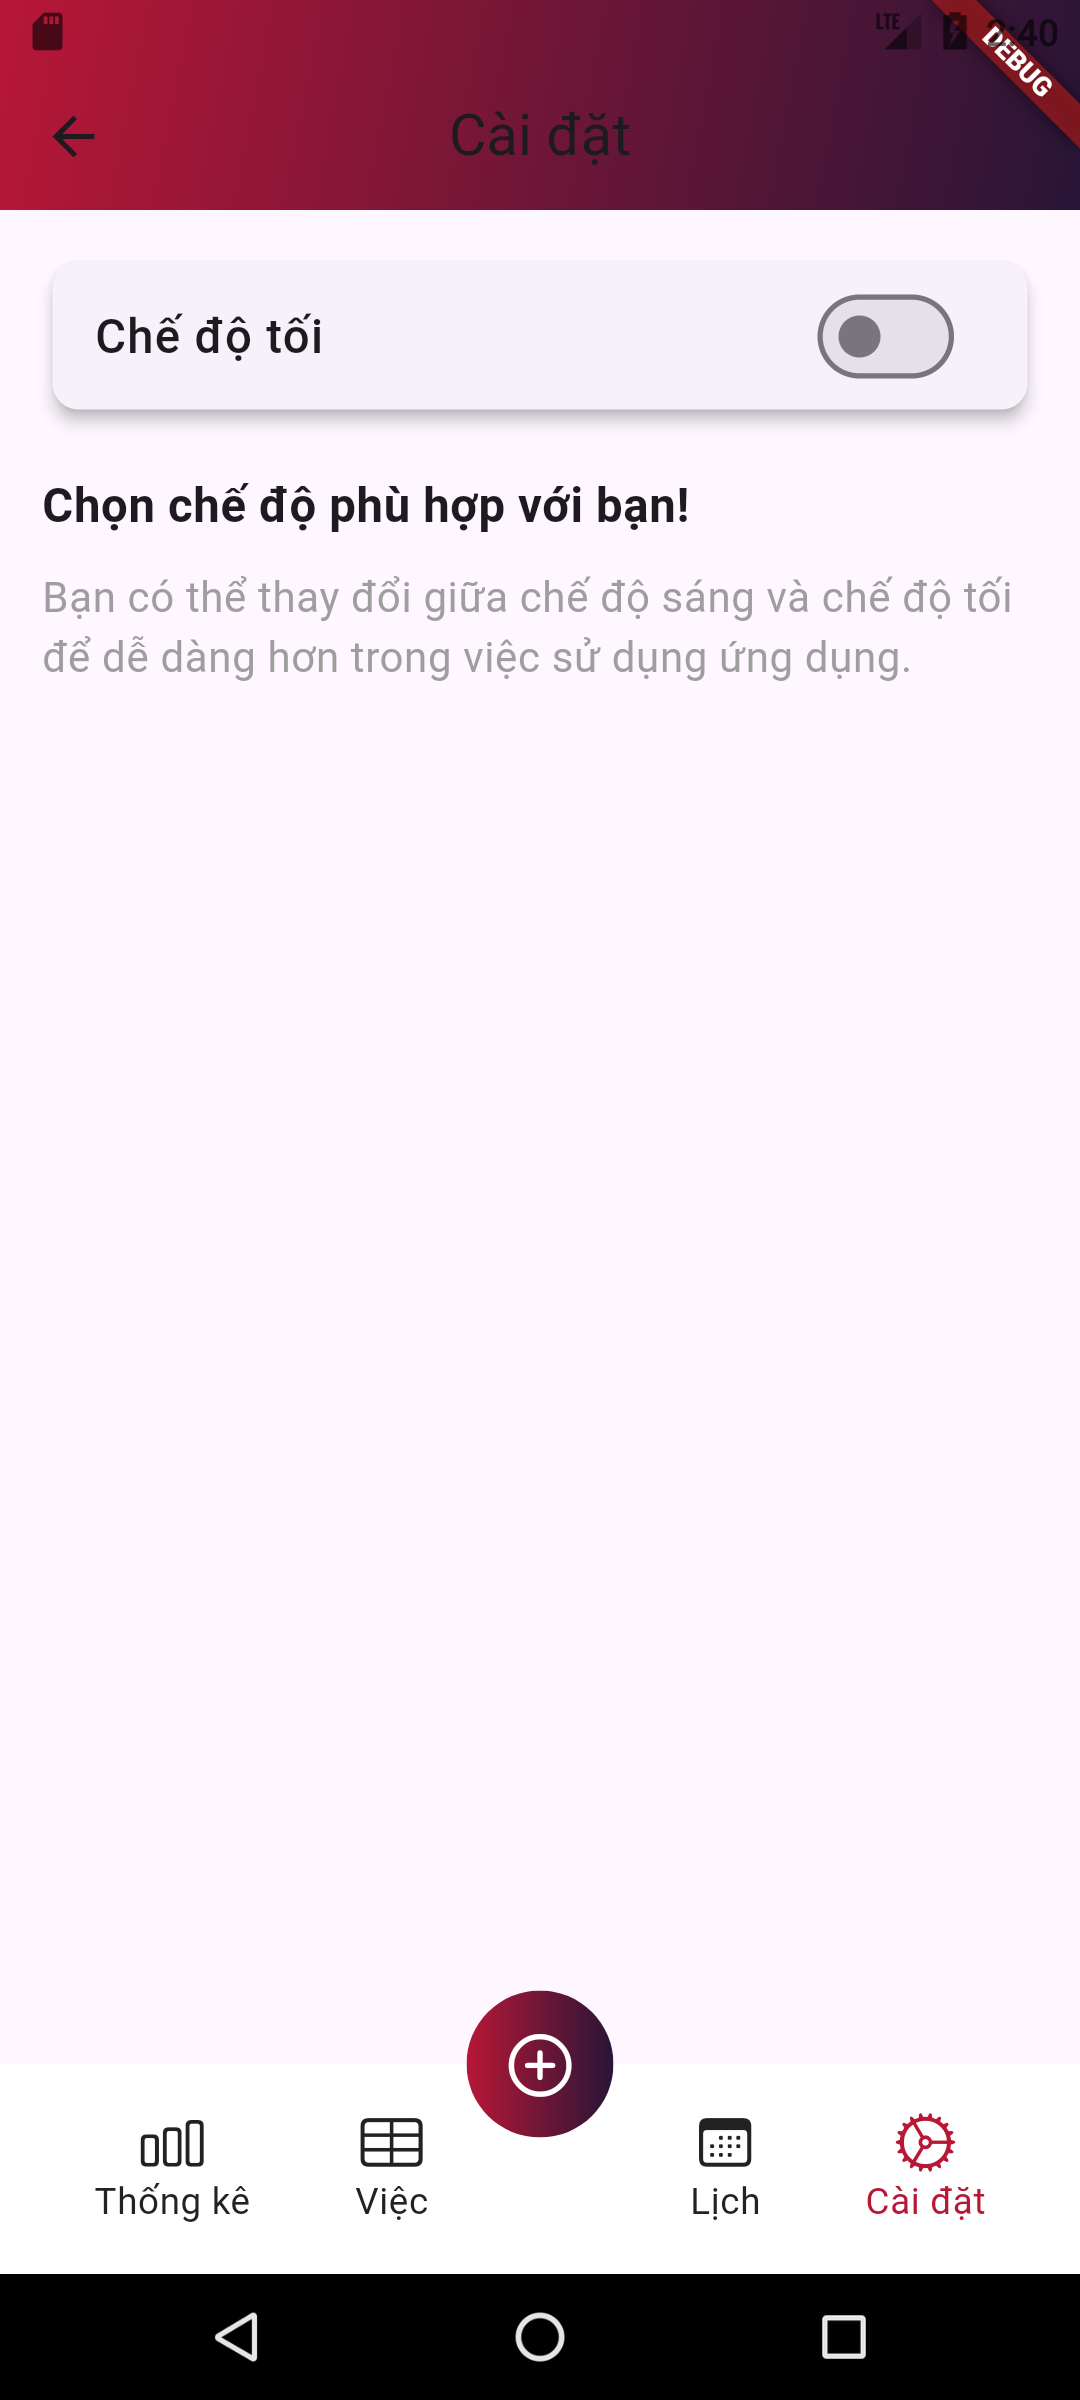 LTE
DEBUG
Cài đặt
Chế độ tối
Chọn chế độ phù hợp với bạn!
Bạn có thể thay đổi giữa chế độ sáng và chế độ tối
để dễ dàng hơn trong việc sử dụng ứng dụng.
Thống kê Việc Lịch Cài đặt